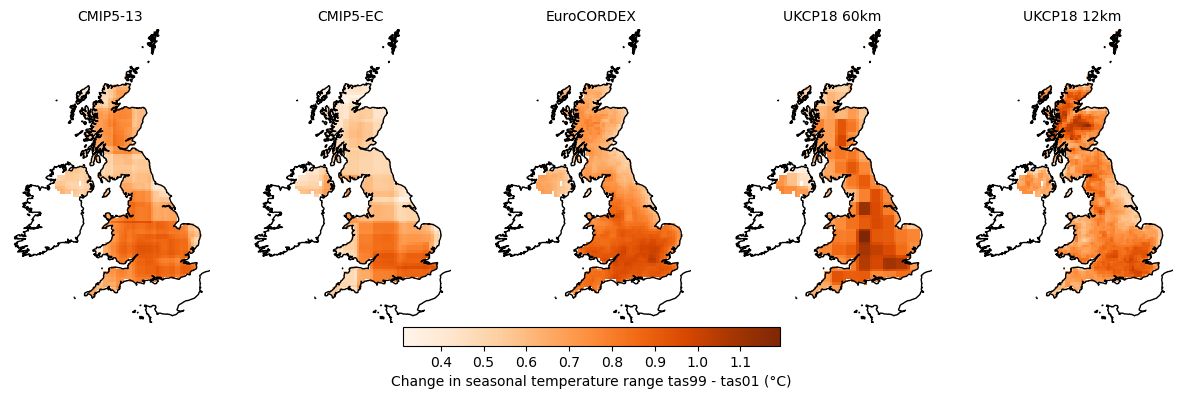 CMIP5-13 CMIP5-EC EuroCORDEX UKCP18 60km UKCP18 12km
0.4 0.5 0.6 0.7 0.8 0.9 1.0 1.1
Change in seasonal temperature range tas99 - tas01 (°C)